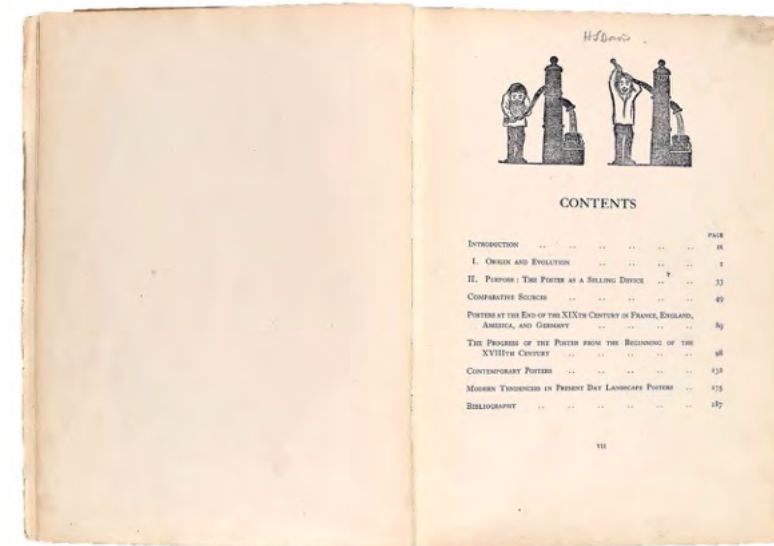 CONTENTS
PAGE
INTRODUCTION .. .. .. .. .. .. IX
I. ORIGIN AND EVOLUTION .. .. .. .. 1
II. PURPOSE : THE POSTER AS A SELLING DEVICE .. .. 33
COMPARATIVE SOURCES .. .. .. .. .. 49
POSTERS AT THE END OF THE XIXTH CENTURY IN FRANCE, ENGLAND,
AMERICA, AND GERMANY .. .. .. .. 69
THE PROGRESS OF THE POSTER FROM THE BEGINNING OF THE
XVIIITH CENTURY .. .. .. .. .. 98
CONTEMPORARY POSTERS .. .. .. .. ..
MODERN TENDENCIES IN PRESENT DAY LANDSCAPE POSTERS .. 175
BIBLIOGRAPHY .. .. .. .. .. .. 187
VII